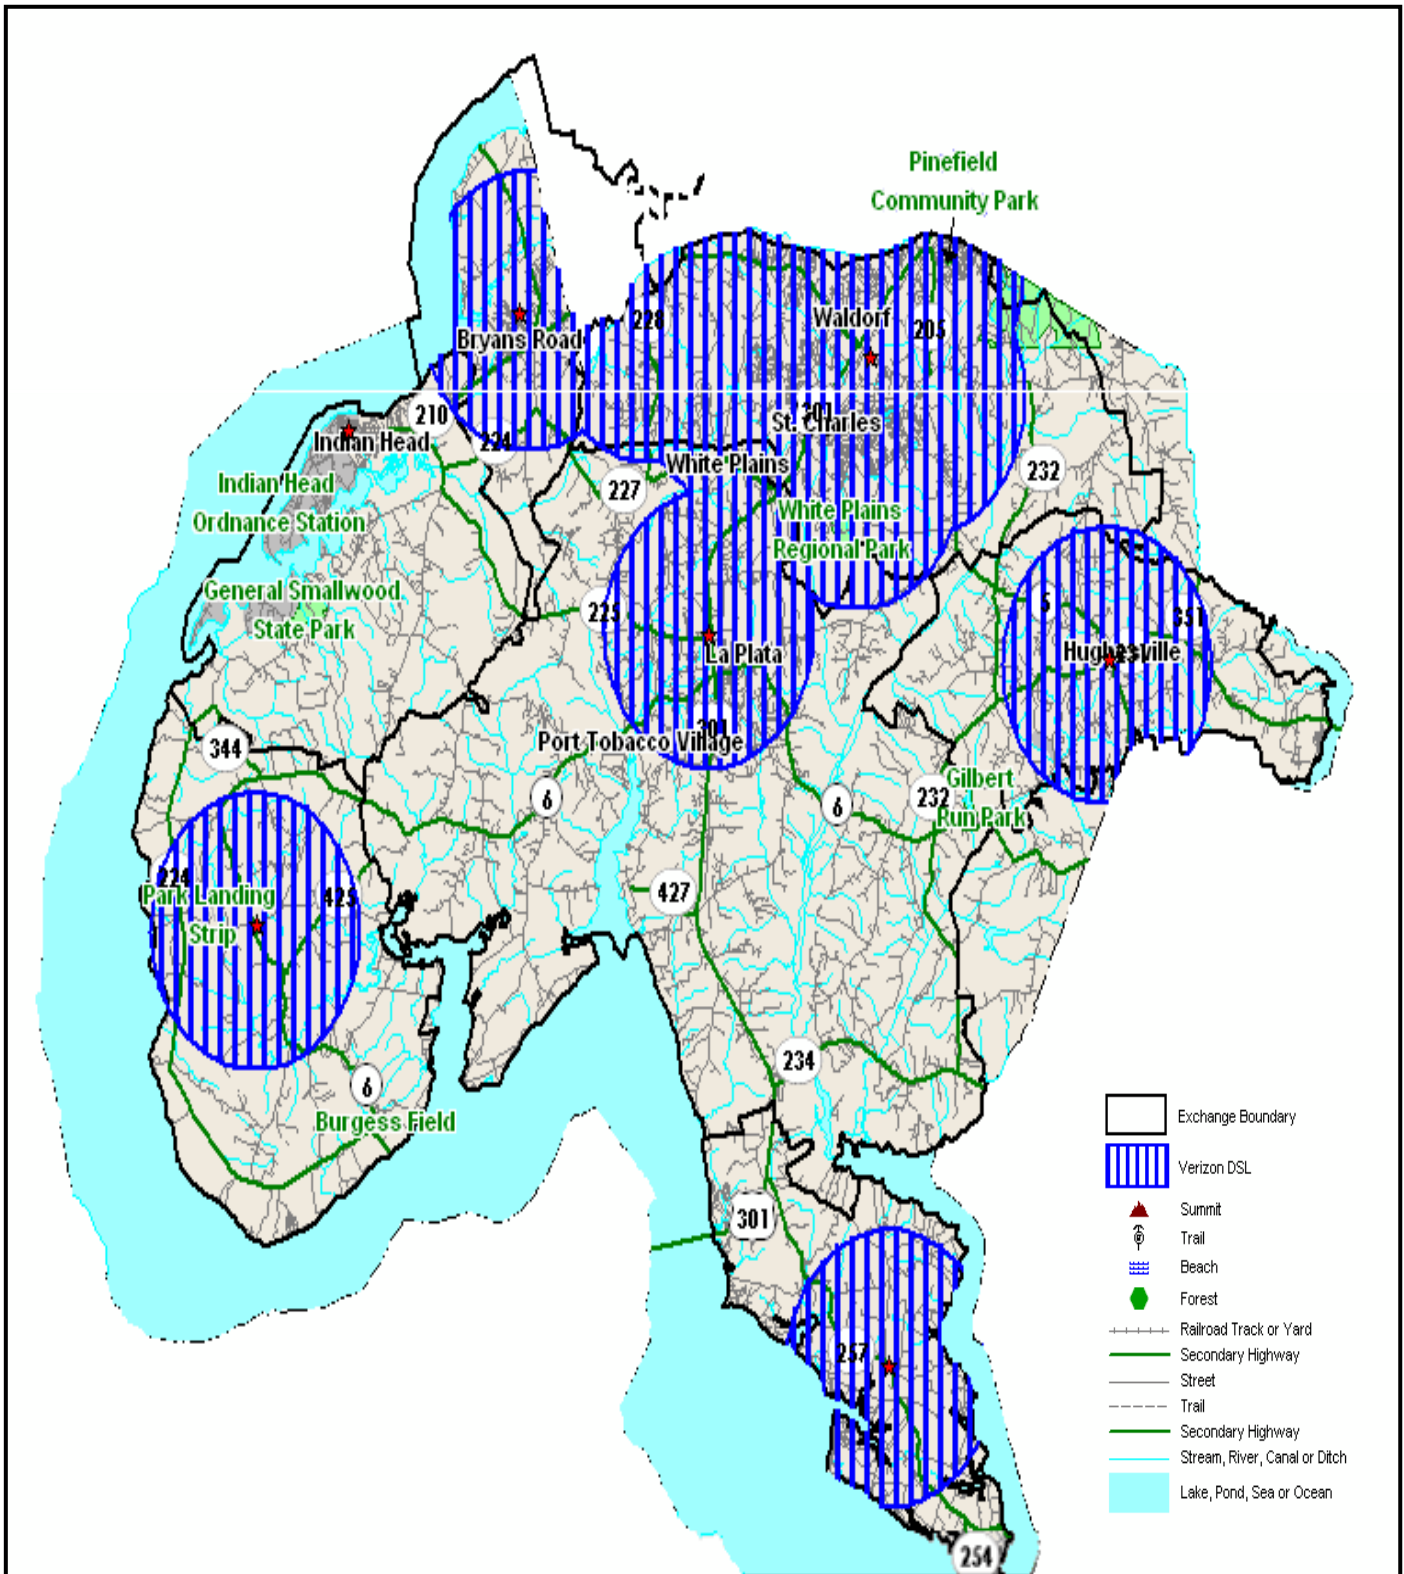 Pinefield
Community Park
228
Waldorf
205
Bryans Road
210
301
St. Charles
Indian Head
224
White Plains
232
Indian Head
Ordnance Station
227
White Plains
Regional Park
General Smallwood
State Park
225
5
Hughesville
231
La Plata
301
Port Tobacco Village
344
6
6
232
Gilbert
Run Park
224
Park Landing
Strip
425
427
234
6
Burgess Field
Exchange Boundary
Verizon DSL
Summit
301
Trail
Beach
Forest
Railroad Track or Yard
Secondary Highway
257
Street
Trail
Secondary Highway
Stream, River, Canal or Ditch
Lake, Pond, Sea or Ocean
254